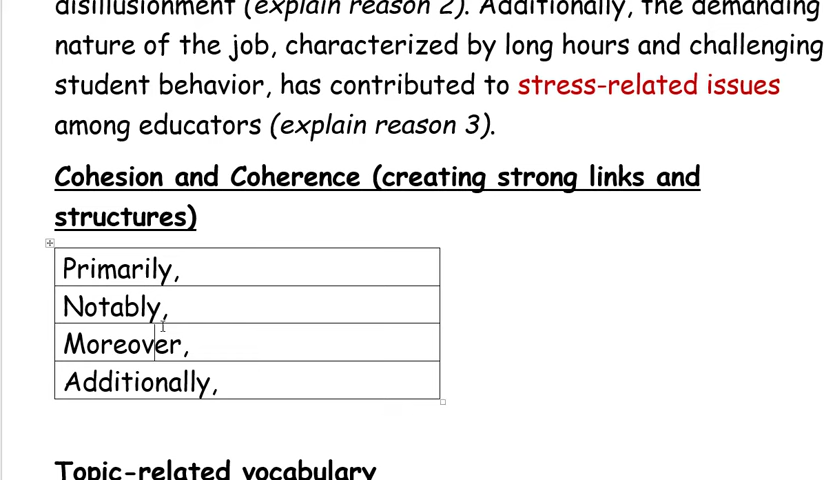 disillusionment (explain reason 2). Additionally, the demanding
nature of the job, characterized by long hours and challenging
student behavior, has contributed to stress-related issues
among educators (explain reason 3).
Cohesion and Coherence (creating strong links and
structures)
Primarily,
Notably,
Moreover,
Additionally,
Topic-related vocabulary